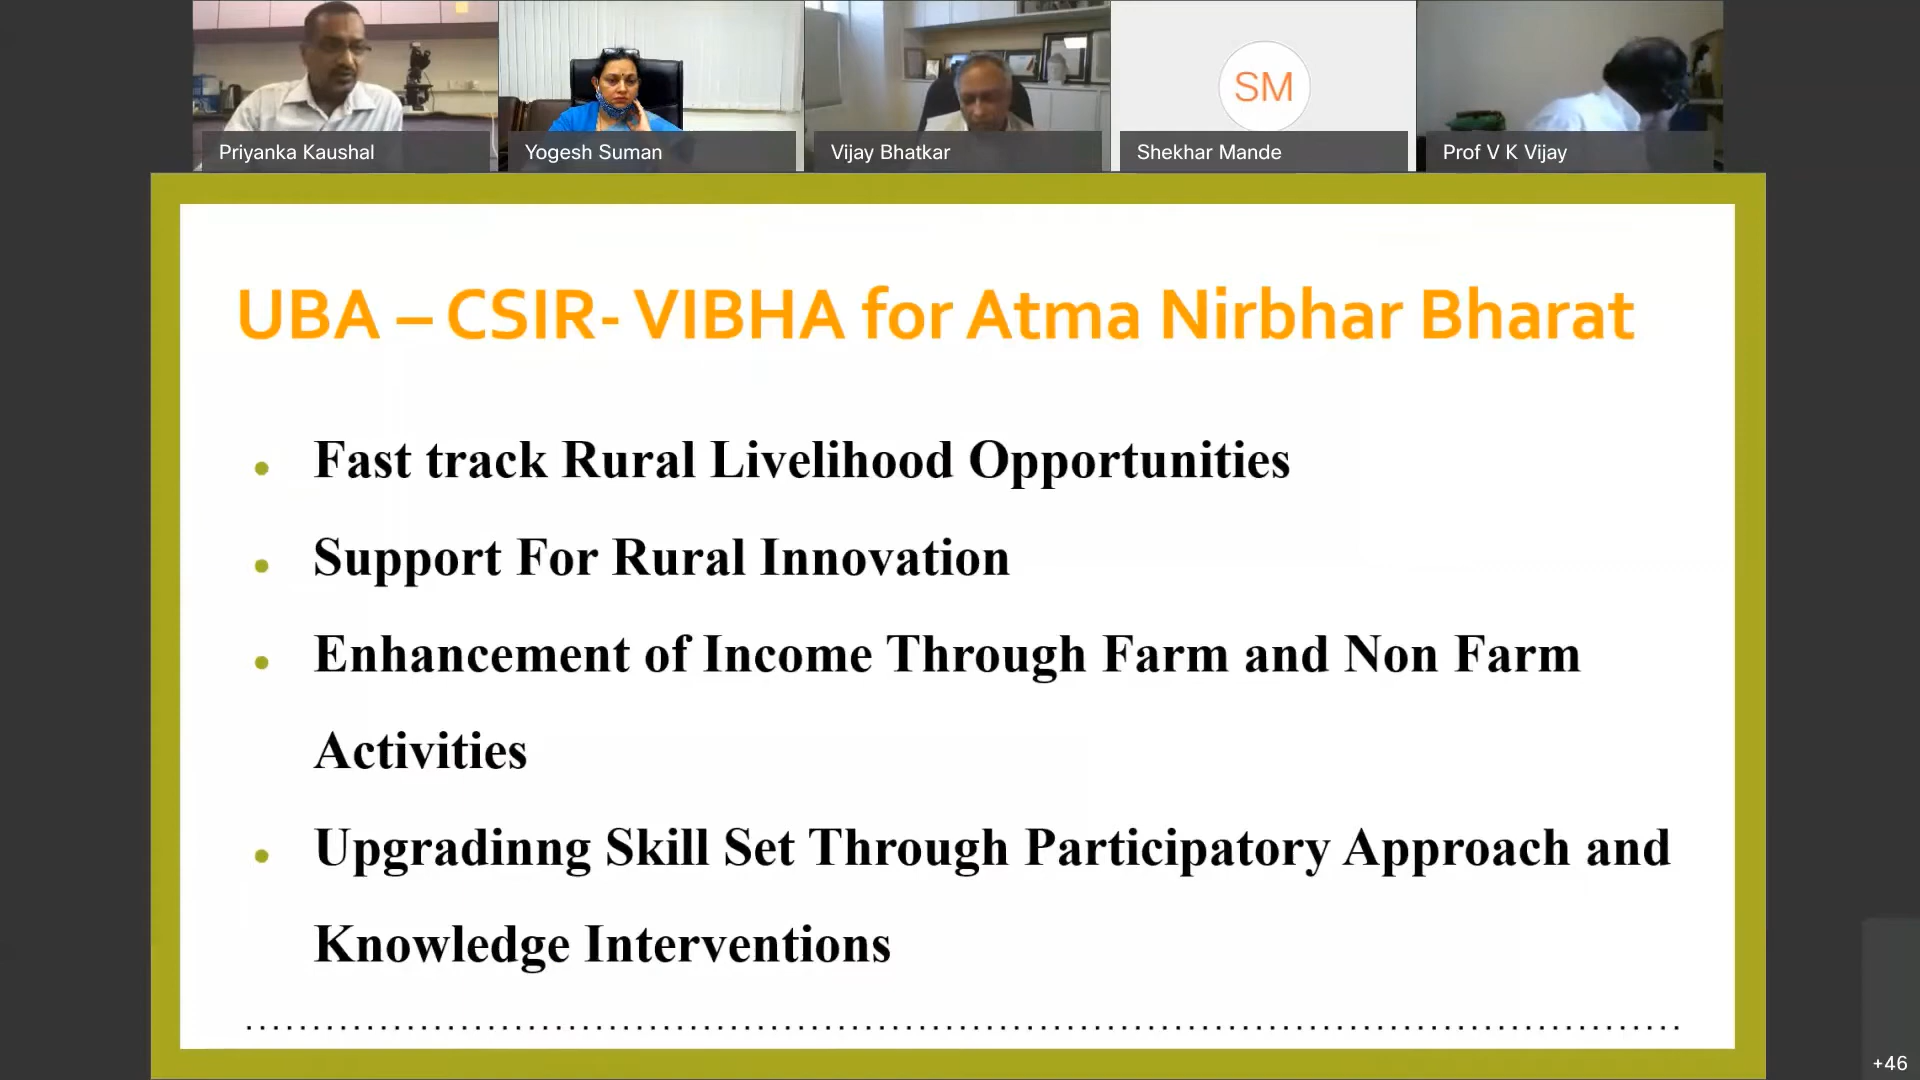 Priyanka Kaushal
Yogesh Suman
Vijay Bhatkar
SM
Shekhar Mande
Prof V K Vijay
UBA – CSIR- VIBHA for Atma Nirbhar Bharat
• Fast track Rural Livelihood Opportunities
• Support For Rural Innovation
• Enhancement of Income Through Farm and Non Farm
Activities
• Upgradinng Skill Set Through Participatory Approach and
Knowledge Interventions
+46